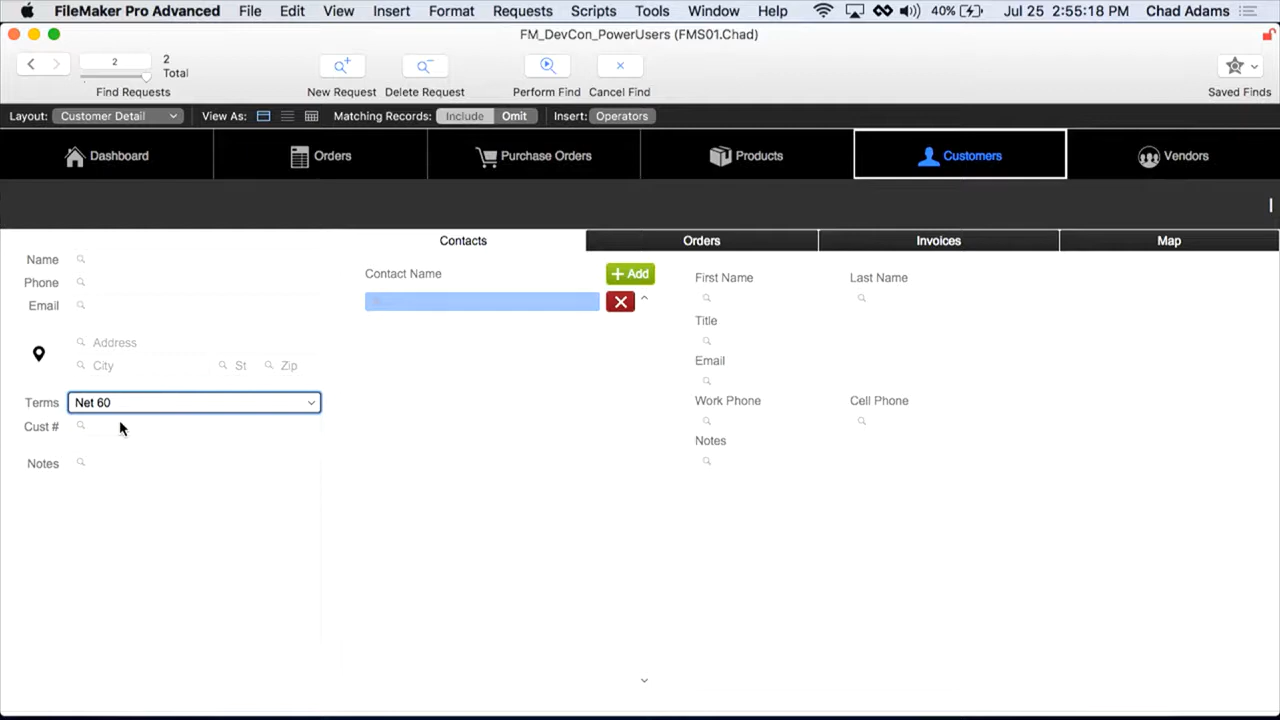 FileMaker Pro Advanced File Edit View Insert Format Requests Scripts Tools Window Help 40% Jul 25 2:55:18 PM Chad Adams
FM_DevCon_PowerUsers (FMS01.Chad)
2 2 Total
Find Requests New Request Delete Request Perform Find Cancel Find Saved Finds
Layout: Customer Detail View As: Matching Records: Include Omit Insert: Operators
Dashboard Orders Purchase Orders Products Customers Vendors
Contacts Orders Invoices Map
Name
Phone
Email
Address
City St Zip
Terms Net 60
Cust #
Notes
Contact Name + Add
First Name Last Name
Title
Email
Work Phone Cell Phone
Notes